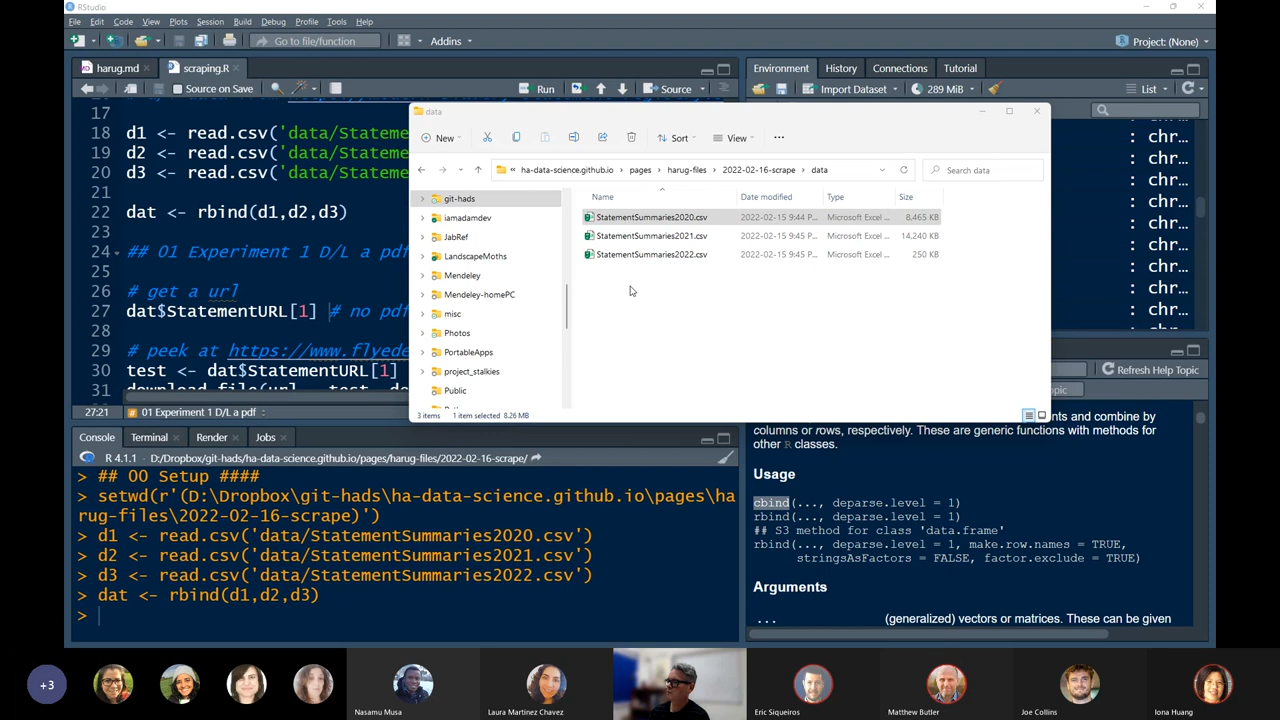 RStudio
File Edit Code View Plots Session Build Debug Profile Tools Help
Go to file/function Addins Project: (None)
harug.md scraping.R
Source on Save Run Source
17
18 d1 <- read.csv('data/Stateme
19 d2 <- read.csv('data/Stateme
20 d3 <- read.csv('data/Stateme
21
22 dat <- rbind(d1,d2,d3)
23
24 ## 01 Experiment 1 D/L a pdf
25
26 # get a url
27 dat$StatementURL[1] # no pdf
28
29 # peek at https://www.flyede
30 test <- dat$StatementURL[1]
31
27:21 01 Experiment 1 D/L a pdf
data
New Sort View
ha-data-science.github.io pages harug-files 2022-02-16-scrape data Search data
git-hads
iamadamdev
JabRef
LandscapeMoths
Mendeley
Mendeley-homePC
misc
Photos
PortableApps
project_stalkies
Public
Name Date modified Type Size
StatementSummaries2020.csv 2022-02-15 9:44 P... Microsoft Excel ... 8,465 KB
StatementSummaries2021.csv 2022-02-15 9:45 P... Microsoft Excel ... 14,240 KB
StatementSummaries2022.csv 2022-02-15 9:45 P... Microsoft Excel ... 250 KB
3 items 1 item selected 8.26 MB
Environment History Connections Tutorial
Import Dataset 289 MiB List
: chr...
: chr...
: chr...
: chr...
: chr...
: chr...
: chr...
: chr...
: chr...
: chr...
Console Terminal Render Jobs
R 4.1.1 · D:/Dropbox/git-hads/ha-data-science.github.io/pages/harug-files/2022-02-16-scrape/
> ## 00 Setup ####
> setwd(r'(D:\Dropbox\git-hads\ha-data-science.github.io\pages\ha
rug-files\2022-02-16-scrape)')
> d1 <- read.csv('data/StatementSummaries2020.csv')
> d2 <- read.csv('data/StatementSummaries2021.csv')
> d3 <- read.csv('data/StatementSummaries2022.csv')
> dat <- rbind(d1,d2,d3)
>
Refresh Help Topic
opic
nts and combine by
columns or rows, respectively. These are generic functions with methods for
other R classes.
Usage
cbind(..., deparse.level = 1)
rbind(..., deparse.level = 1)
## S3 method for class 'data.frame'
rbind(..., deparse.level = 1, make.row.names = TRUE,
stringsAsFactors = FALSE, factor.exclude = TRUE)
Arguments
... (generalized) vectors or matrices. These can be given
+3
Nasamu Musa
Laura Martinez Chavez
Eric Siqueiros
Matthew Butler
Joe Collins
Iona Huang